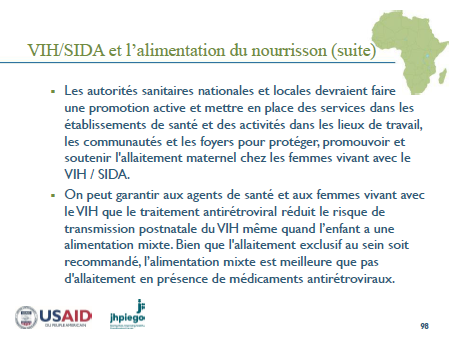 VIH/SIDA et l'alimentation du nourrisson (suite)
▪ Les autorités sanitaires nationales et locales devraient faire
une promotion active et mettre en place des services dans les
établissements de santé et des activités dans les lieux de travail,
les communautés et les foyers pour protéger, promouvoir et
soutenir l'allaitement maternel chez les femmes vivant avec le
VIH / SIDA.
▪ On peut garantir aux agents de santé et aux femmes vivant avec
le VIH que le traitement antirétroviral réduit le risque de
transmission postnatale du VIH même quand l'enfant a une
alimentation mixte. Bien que l'allaitement exclusif au sein soit
recommandé, l'alimentation mixte est meilleure que pas
d'allaitement en présence de médicaments antirétroviraux.
USAID
jhpiego
98